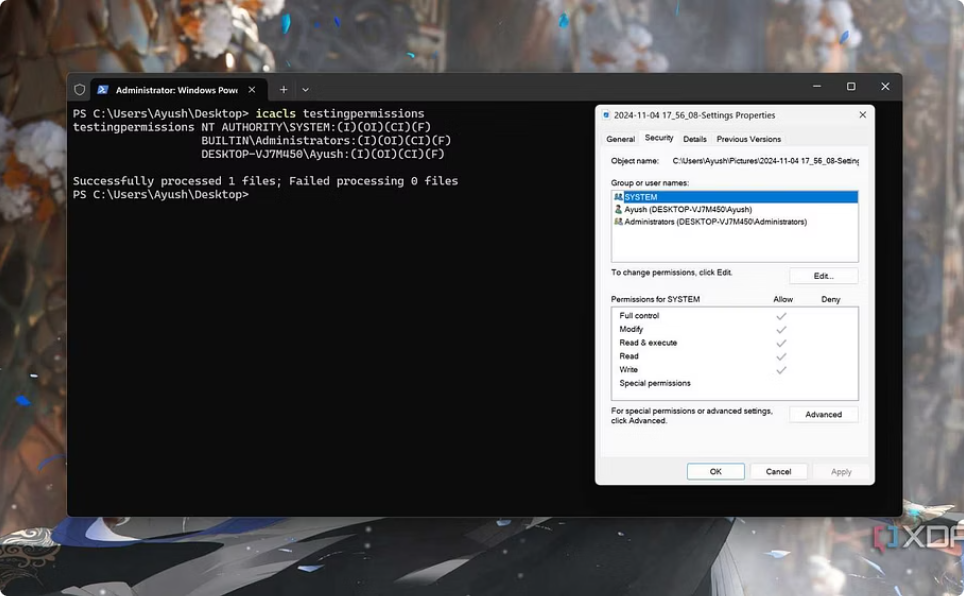 Administrator: Windows Pow
PS C:\Users\Ayush\Desktop> icacls testingpermissions
testingpermissions NT AUTHORITY\SYSTEM:(I)(OI)(CI)(F)
BUILTIN\Administrators:(I)(OI)(CI)(F)
DESKTOP-VJ7M450\Ayush:(I)(OI)(CI)(F)
Successfully processed 1 files; Failed processing 0 files
PS C:\Users\Ayush\Desktop>
2024-11-04 17_56_08-Settings Properties
General Security Details Previous Versions
Object name: C:\Users\Ayush\Pictures\2024-11-04 17_56_08-Setting
Group or user names:
SYSTEM
Ayush (DESKTOP-VJ7M450\Ayush)
Administrators (DESKTOP-VJ7M450\Administrators)
To change permissions, click Edit.
Edit...
Permissions for SYSTEM Allow Deny
Full control
Modify
Read & execute
Read
Write
Special permissions
For special permissions or advanced settings,
click Advanced.
Advanced
OK Cancel Apply
XDA